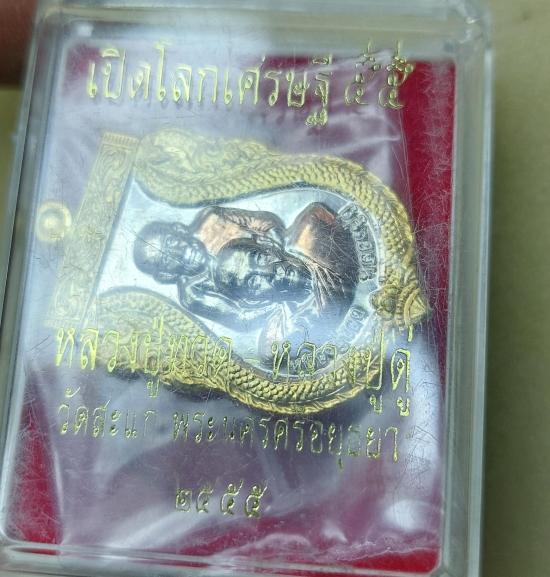 เปิดโลกเศรษฐี ๕๕
หลวงปู่ทวด - หลวงปู่ดู่
วัดสะแก พระนครศรีอยุธยา
๒๕๕๕